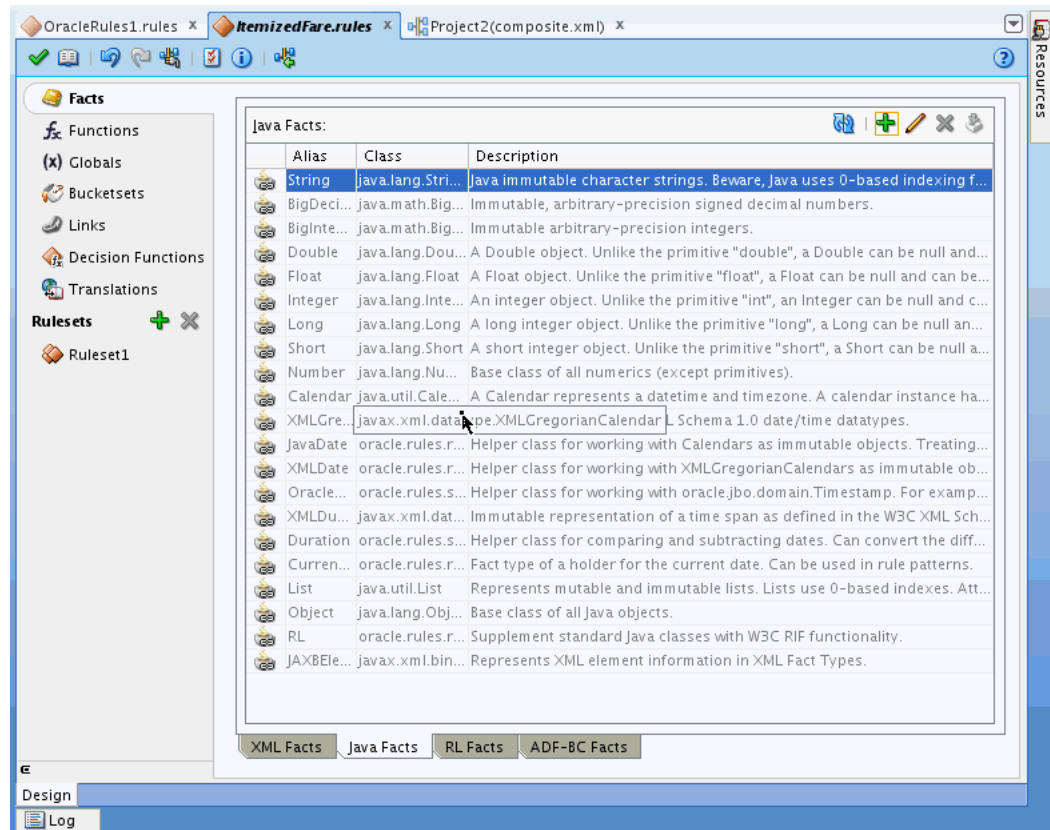 OracleRules1.rules x ItemizedFare.rules x Project2(composite.xml) x
Resources
Facts
Functions
(x) Globals
Bucketsets
Links
Decision Functions
Translations
Rulesets
Ruleset1
Java Facts:
Alias Class Description
String java.lang.Stri... Java immutable character strings. Beware, Java uses 0-based indexing f...
BigDeci... java.math.Big... Immutable, arbitrary-precision signed decimal numbers.
BigInte... java.math.Big... Immutable arbitrary-precision integers.
Double java.lang.Dou... A Double object. Unlike the primitive "double", a Double can be null and...
Float java.lang.Float A Float object. Unlike the primitive "float", a Float can be null and can be...
Integer java.lang.Inte... An integer object. Unlike the primitive "int", an Integer can be null and c...
Long java.lang.Long A long integer object. Unlike the primitive "long", a Long can be null an...
Short java.lang.Short A short integer object. Unlike the primitive "short", a Short can be null a...
Number java.lang.Nu... Base class of all numerics (except primitives).
Calendar java.util.Cale... A Calendar represents a datetime and timezone. A calendar instance ha...
XMLGre... javax.xml.datatype.XMLGregorianCalendar L Schema 1.0 date/time datatypes.
JavaDate oracle.rules.r... Helper class for working with Calendars as immutable objects. Treating...
XMLDate oracle.rules.r... Helper class for working with XMLGregorianCalendars as immutable ob...
Oracle... oracle.rules.s... Helper class for working with oracle.jbo.domain.Timestamp. For examp...
XMLDu... javax.xml.dat... Immutable representation of a time span as defined in the W3C XML Sch...
Duration oracle.rules.s... Helper class for comparing and subtracting dates. Can convert the diff...
Curren... oracle.rules.r... Fact type of a holder for the current date. Can be used in rule patterns.
List java.util.List Represents mutable and immutable lists. Lists use 0-based indexes. Att...
Object java.lang.Obj... Base class of all Java objects.
RL oracle.rules.r... Supplement standard Java classes with W3C RIF functionality.
JAXBEle... javax.xml.bin... Represents XML element information in XML Fact Types.
XML Facts Java Facts RL Facts ADF-BC Facts
Design
Log